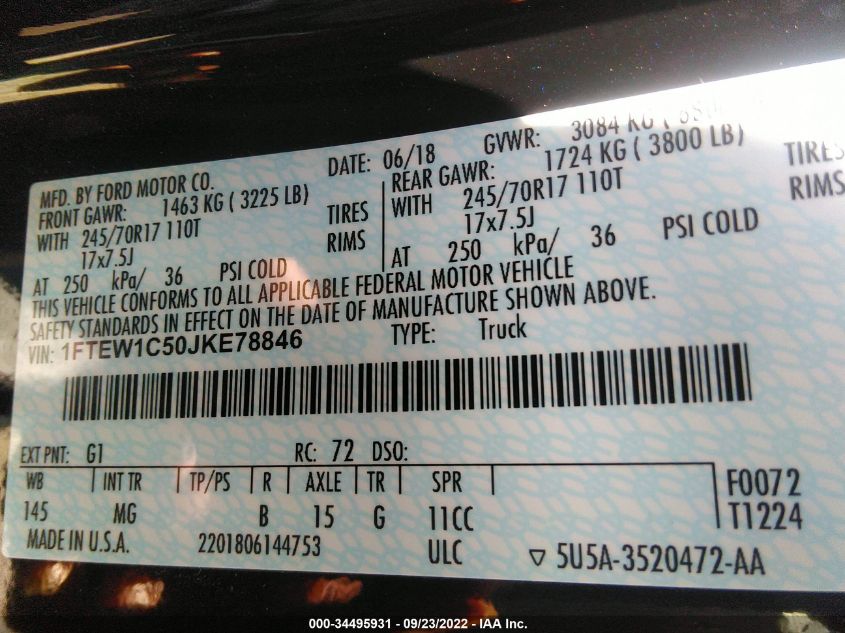 MFD. BY FORD MOTOR CO.
DATE: 06/18 GVWR: 3084 KG (
FRONT GAWR: 1463 KG ( 3225 LB)
REAR GAWR: 1724 KG ( 3800 LB)
WITH 245/70R17 110T TIRES
WITH 245/70R17 110T TIRES
17x7.5J RIMS
17x7.5J RIMS
AT 250 kPa/ 36 PSI COLD
AT 250 kPa/ 36 PSI COLD
THIS VEHICLE CONFORMS TO ALL APPLICABLE FEDERAL MOTOR VEHICLE
SAFETY STANDARDS IN EFFECT ON THE DATE OF MANUFACTURE SHOWN ABOVE.
VIN: 1FTEW1C50JKE78846 TYPE: Truck
EXT PNT: G1 RC: 72 DSO:
WB INT TR TP/PS R AXLE TR SPR
145 MG B 15 G 11CC
F0072
T1224
MADE IN U.S.A. 2201806144753 ULC ▽ 5U5A-3520472-AA
000-34495931 - 09/23/2022 - IAA Inc.